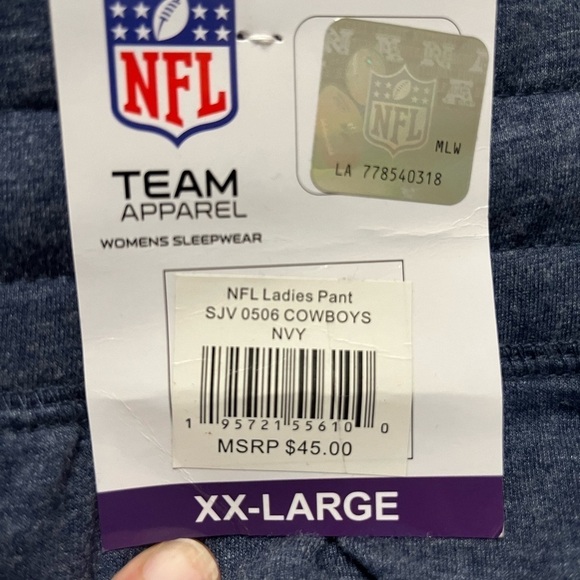 NFL
NFL
MLW
LA 778540318
TEAM
APPAREL
WOMENS SLEEPWEAR
NFL Ladies Pant
SJV 0506 COWBOYS
NVY
1 95721 55610 0
MSRP $45.00
XX-LARGE